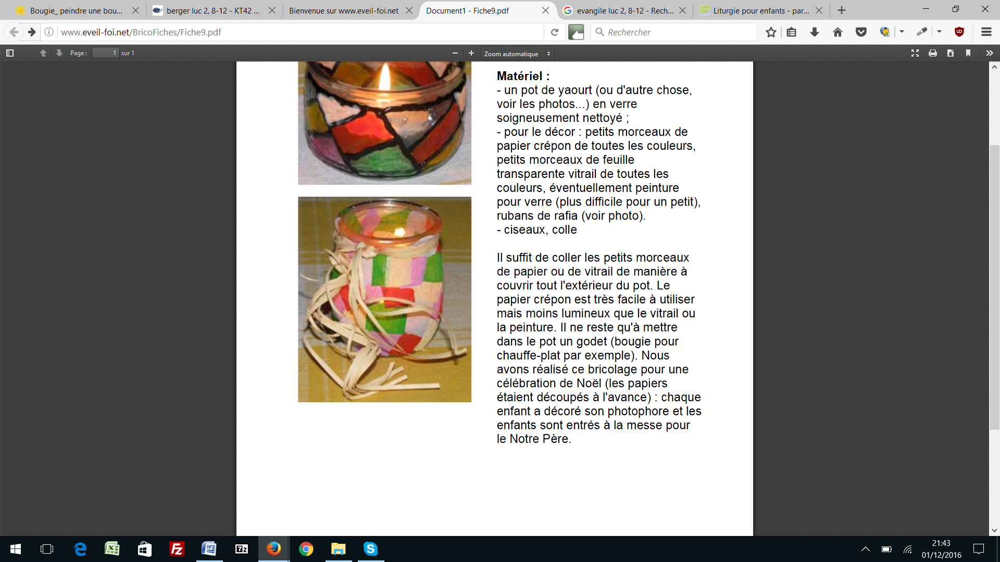 Bougie_ peindre une bou...
berger luc 2, 8-12 - KT42 ...
Bienvenue sur www.eveil-foi.net
Document1 - Fiche9.pdf
evangile luc 2, 8-12 - Rech...
Liturgie pour enfants - par...
www.eveil-foi.net/BricoFiches/Fiche9.pdf
Rechercher
Page : 1 sur 1
Zoom automatique
Matériel :
- un pot de yaourt (ou d'autre chose,
voir les photos...) en verre
soigneusement nettoyé ;
- pour le décor : petits morceaux de
papier crépon de toutes les couleurs,
petits morceaux de feuille
transparente vitrail de toutes les
couleurs, éventuellement peinture
pour verre (plus difficile pour un petit),
rubans de rafia (voir photo).
- ciseaux, colle
Il suffit de coller les petits morceaux
de papier ou de vitrail de manière à
couvrir tout l'extérieur du pot. Le
papier crépon est très facile à utiliser
mais moins lumineux que le vitrail ou
la peinture. Il ne reste qu'à mettre
dans le pot un godet (bougie pour
chauffe-plat par exemple). Nous
avons réalisé ce bricolage pour une
célébration de Noël (les papiers
étaient découpés à l'avance) : chaque
enfant a décoré son photophore et les
enfants sont entrés à la messe pour
le Notre Père.
21:43
01/12/2016